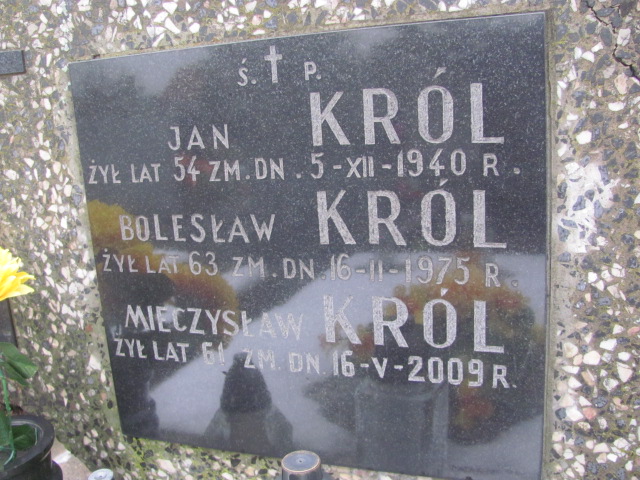 Ś. † P.
JAN KRÓL
ŻYŁ LAT 54 ZM. DN. 5-XII-1940 R.
BOLESŁAW KRÓL
ŻYŁ LAT 63 ZM. DN. 16-II-1975 R.
MIECZYSŁAW KRÓL
ŻYŁ LAT 61 ZM. DN. 16-V-2009 R.